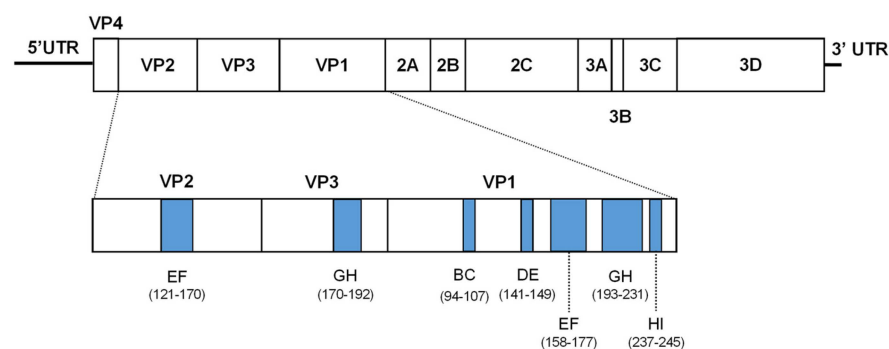 VP4
5'UTR
3' UTR
VP2 VP3 VP1 2A 2B 2C 3A 3C 3D
3B
VP2 VP3 VP1
EF GH BC DE GH
(121-170) (170-192) (94-107) (141-149) (193-231)
EF HI
(158-177) (237-245)